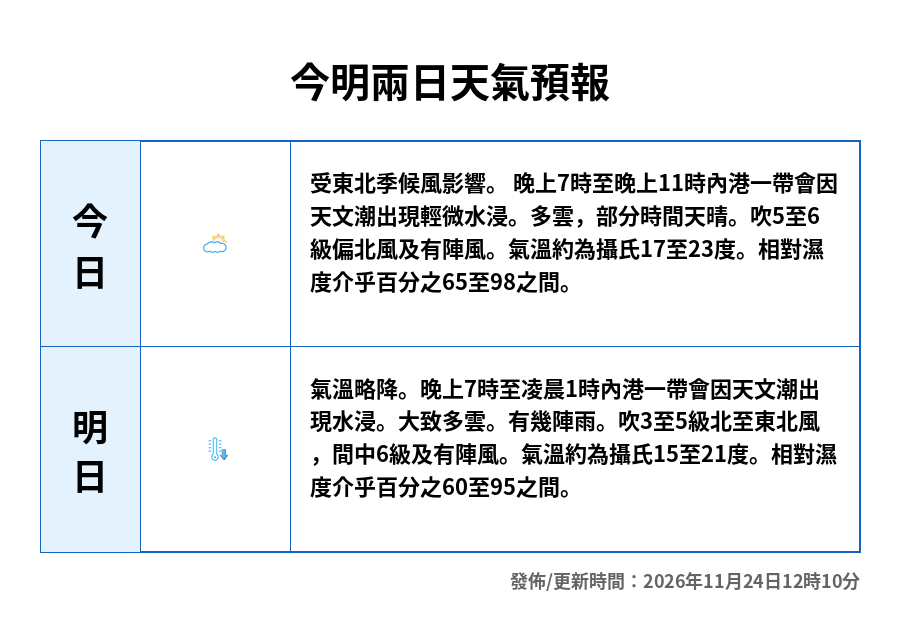 今明兩日天氣預報
今
日
受東北季候風影響。 晚上7時至晚上11時內港一帶會因
天文潮出現輕微水浸。多雲，部分時間天晴。吹5至6
級偏北風及有陣風。氣溫約為攝氏17至23度。相對濕
度介乎百分之65至98之間。
明
日
氣溫略降。晚上7時至凌晨1時內港一帶會因天文潮出
現水浸。大致多雲。有幾陣雨。吹3至5級北至東北風
，間中6級及有陣風。氣溫約為攝氏15至21度。相對濕
度介乎百分之60至95之間。
發佈/更新時間：2026年11月24日12時10分